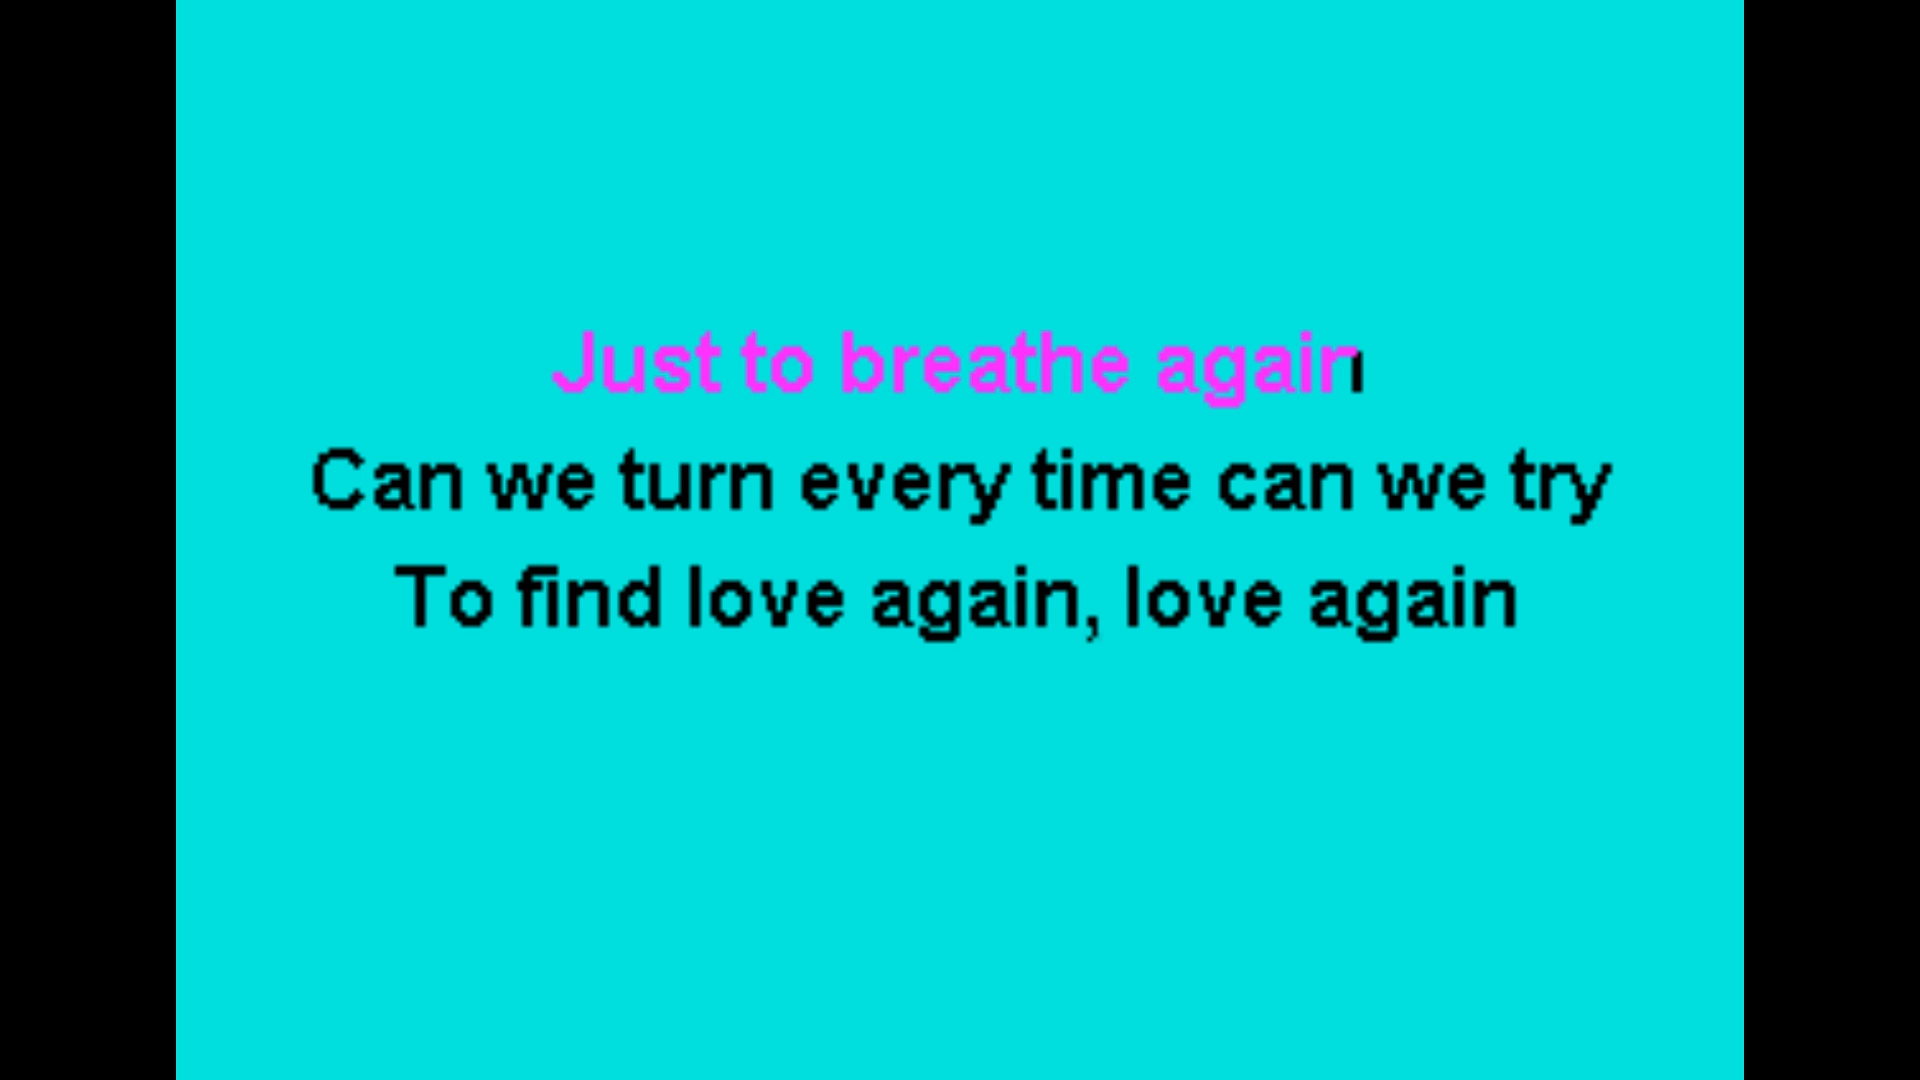 Just to breathe again
Can we turn every time can we try
To find love again, love again